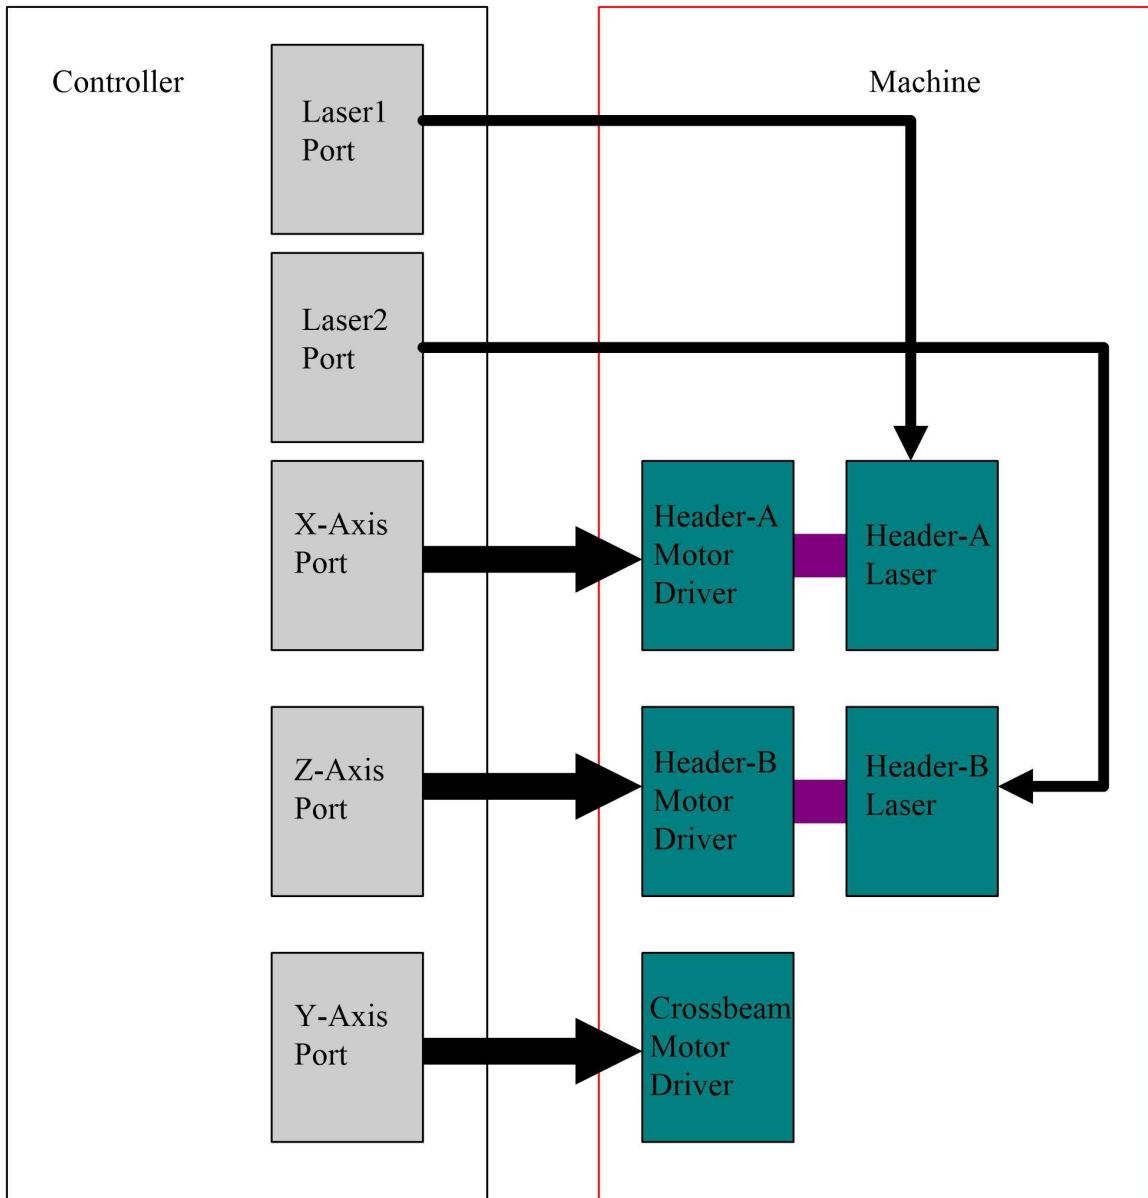 Controller
Machine
Laser1
Port
Laser2
Port
X-Axis
Port
Header-A
Motor
Driver
Header-A
Laser
Z-Axis
Port
Header-B
Motor
Driver
Header-B
Laser
Y-Axis
Port
Crossbeam
Motor
Driver